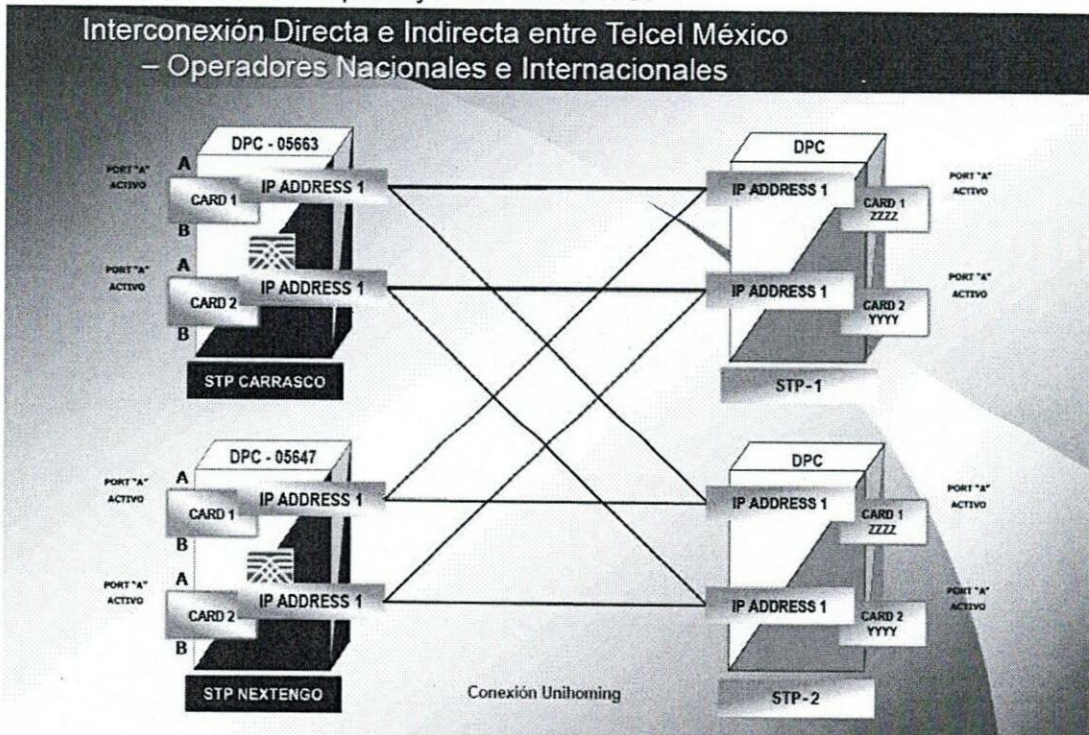 Interconexión Directa e Indirecta entre Telcel México
– Operadores Nacionales e Internacionales
DPC - 05663
DPC
PORT "A"
ACTIVO
A
CARD 1
B
IP ADDRESS 1
IP ADDRESS 1
CARD 1
ZZZZ
PORT "A"
ACTIVO
PORT "A"
ACTIVO
A
CARD 2
B
IP ADDRESS 1
IP ADDRESS 1
CARD 2
YYYY
PORT "A"
ACTIVO
STP CARRASCO
STP-1
DPC - 05647
DPC
PORT "A"
ACTIVO
A
CARD 1
B
IP ADDRESS 1
IP ADDRESS 1
CARD 1
ZZZZ
PORT "A"
ACTIVO
PORT "A"
ACTIVO
A
CARD 2
B
IP ADDRESS 1
IP ADDRESS 1
CARD 2
YYYY
PORT "A"
ACTIVO
STP NEXTENGO
Conexión Unihoming
STP-2